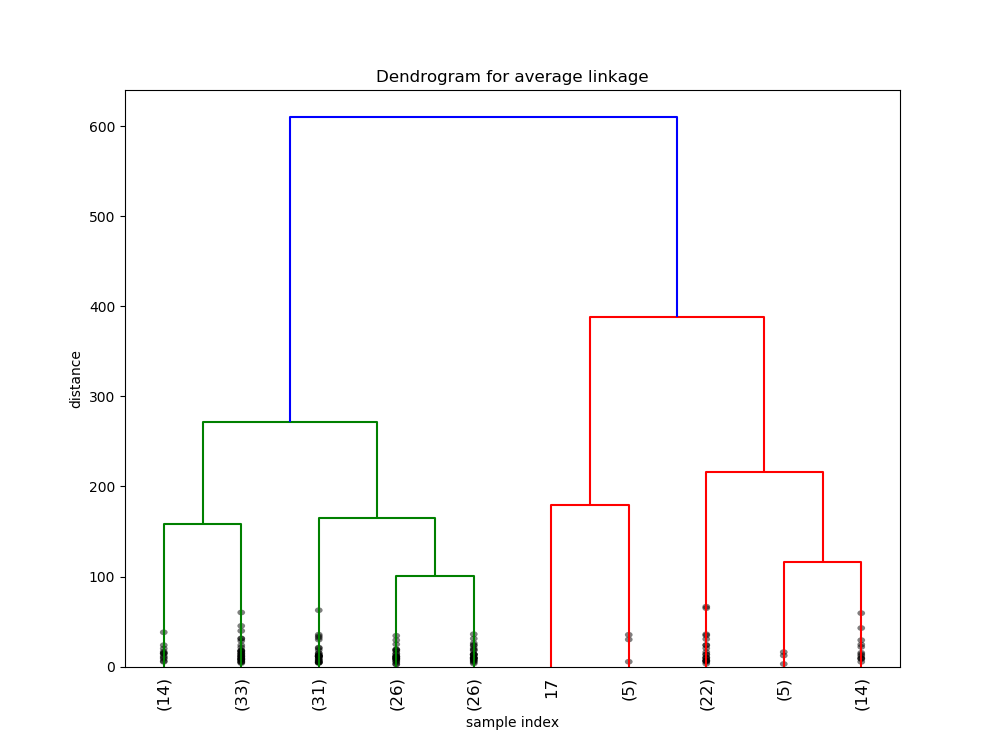 Dendrogram for average linkage
600
500
400
300
200
100
0
distance
(14) (33) (31) (26) (26) 17 (5) (22) (5) (14)
sample index